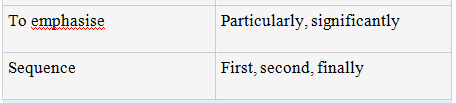 To emphasise Particularly, significantly
Sequence First, second, finally